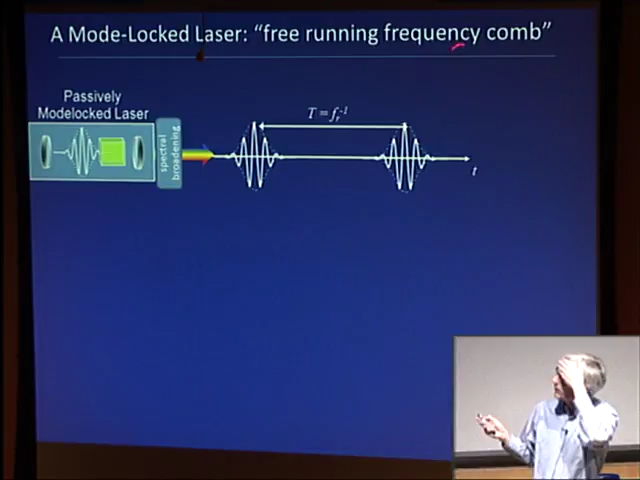 A Mode-Locked Laser: “free running frequency comb”
Passively
Modelocked Laser
spectral
broadening
T = fᵣ⁻¹
t